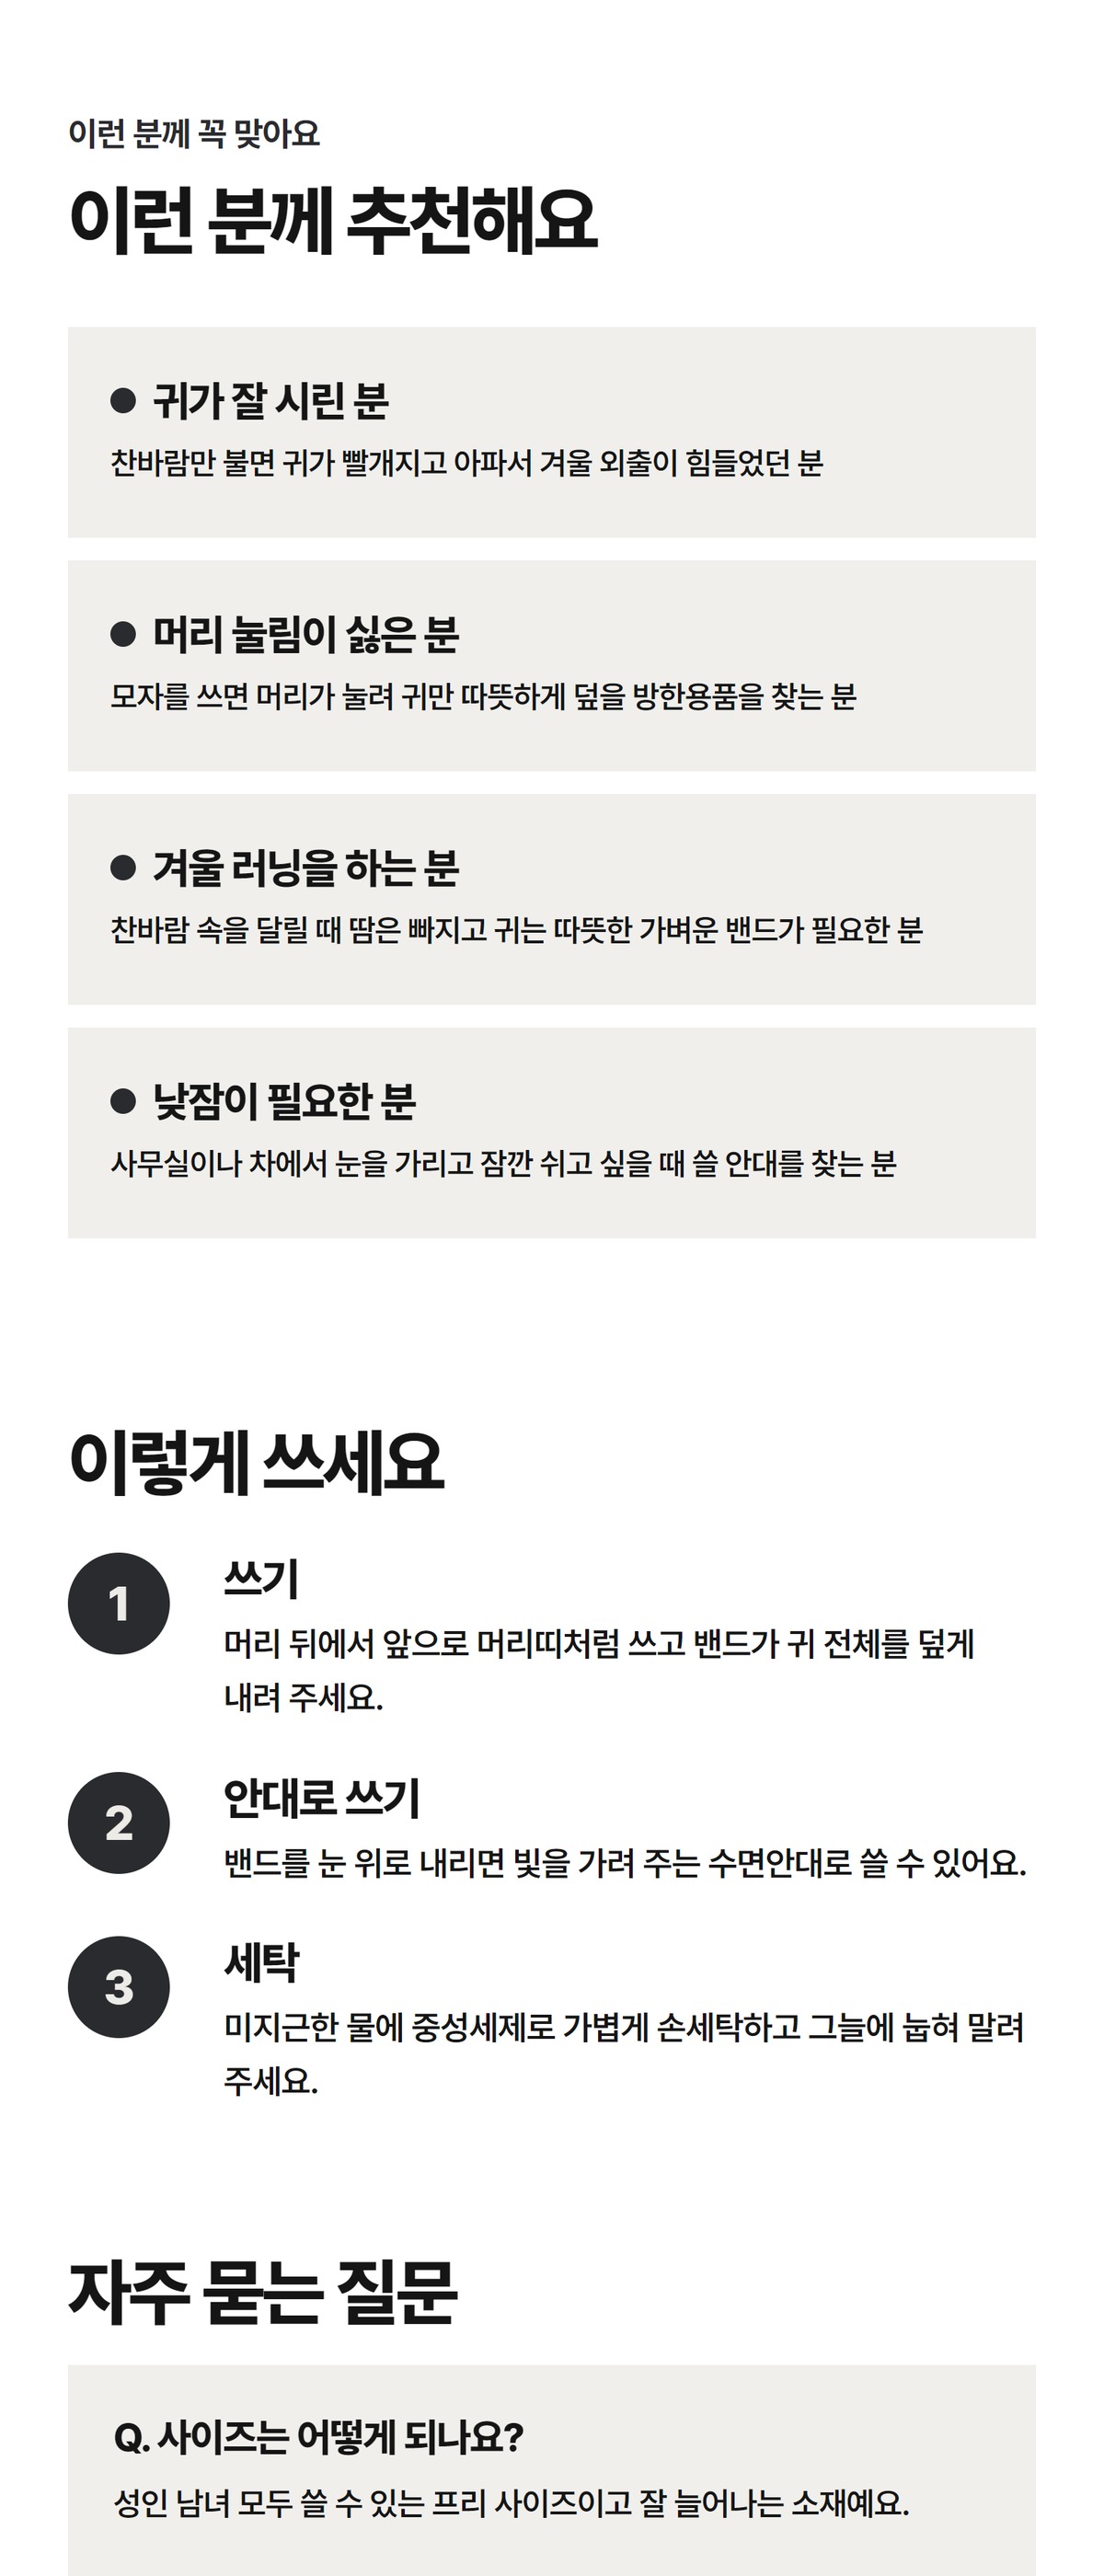 이런 분께 꼭 맞아요
이런 분께 추천해요
귀가 잘 시린 분
찬바람만 불면 귀가 빨개지고 아파서 겨울 외출이 힘들었던 분
머리 눌림이 싫은 분
모자를 쓰면 머리가 눌려 귀만 따뜻하게 덮을 방한용품을 찾는 분
겨울 러닝을 하는 분
찬바람 속을 달릴 때 땀은 빠지고 귀는 따뜻한 가벼운 밴드가 필요한 분
낮잠이 필요한 분
사무실이나 차에서 눈을 가리고 잠깐 쉬고 싶을 때 쓸 안대를 찾는 분
이렇게 쓰세요
1
쓰기
머리 뒤에서 앞으로 머리띠처럼 쓰고 밴드가 귀 전체를 덮게
내려 주세요.
2
안대로 쓰기
밴드를 눈 위로 내리면 빛을 가려 주는 수면안대로 쓸 수 있어요.
3
세탁
미지근한 물에 중성세제로 가볍게 손세탁하고 그늘에 눕혀 말려
주세요.
자주 묻는 질문
Q. 사이즈는 어떻게 되나요?
성인 남녀 모두 쓸 수 있는 프리 사이즈이고 잘 늘어나는 소재예요.